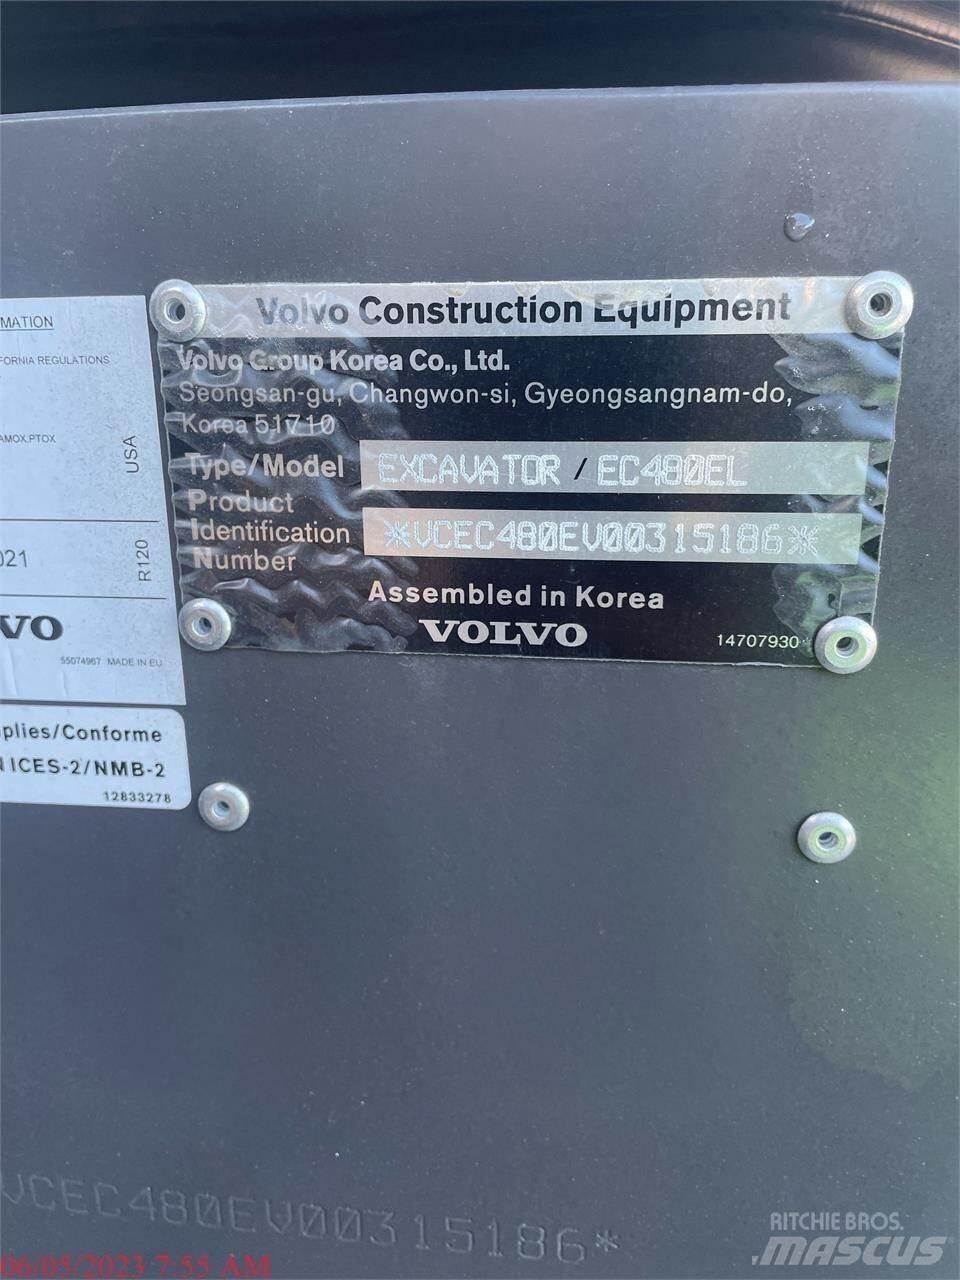 MATION
FORNIA REGULATIONS
AMOX,PTOX
USA
021
R120
VO
55074967 MADE IN EU
plies/Conforme
ICES-2/NMB-2
12833278
Volvo Construction Equipment
Volvo Group Korea Co., Ltd.
Seongsan-gu, Changwon-si, Gyeongsangnam-do,
Korea 51710
Type/Model EXCAVATOR / EC480EL
Product
Identification *VCEC480EV00315186*
Number
Assembled in Korea
VOLVO
14707930
VCEC480EV00315186*
06/05/2023 7:55 AM
RITCHIE BROS.
MASCUS